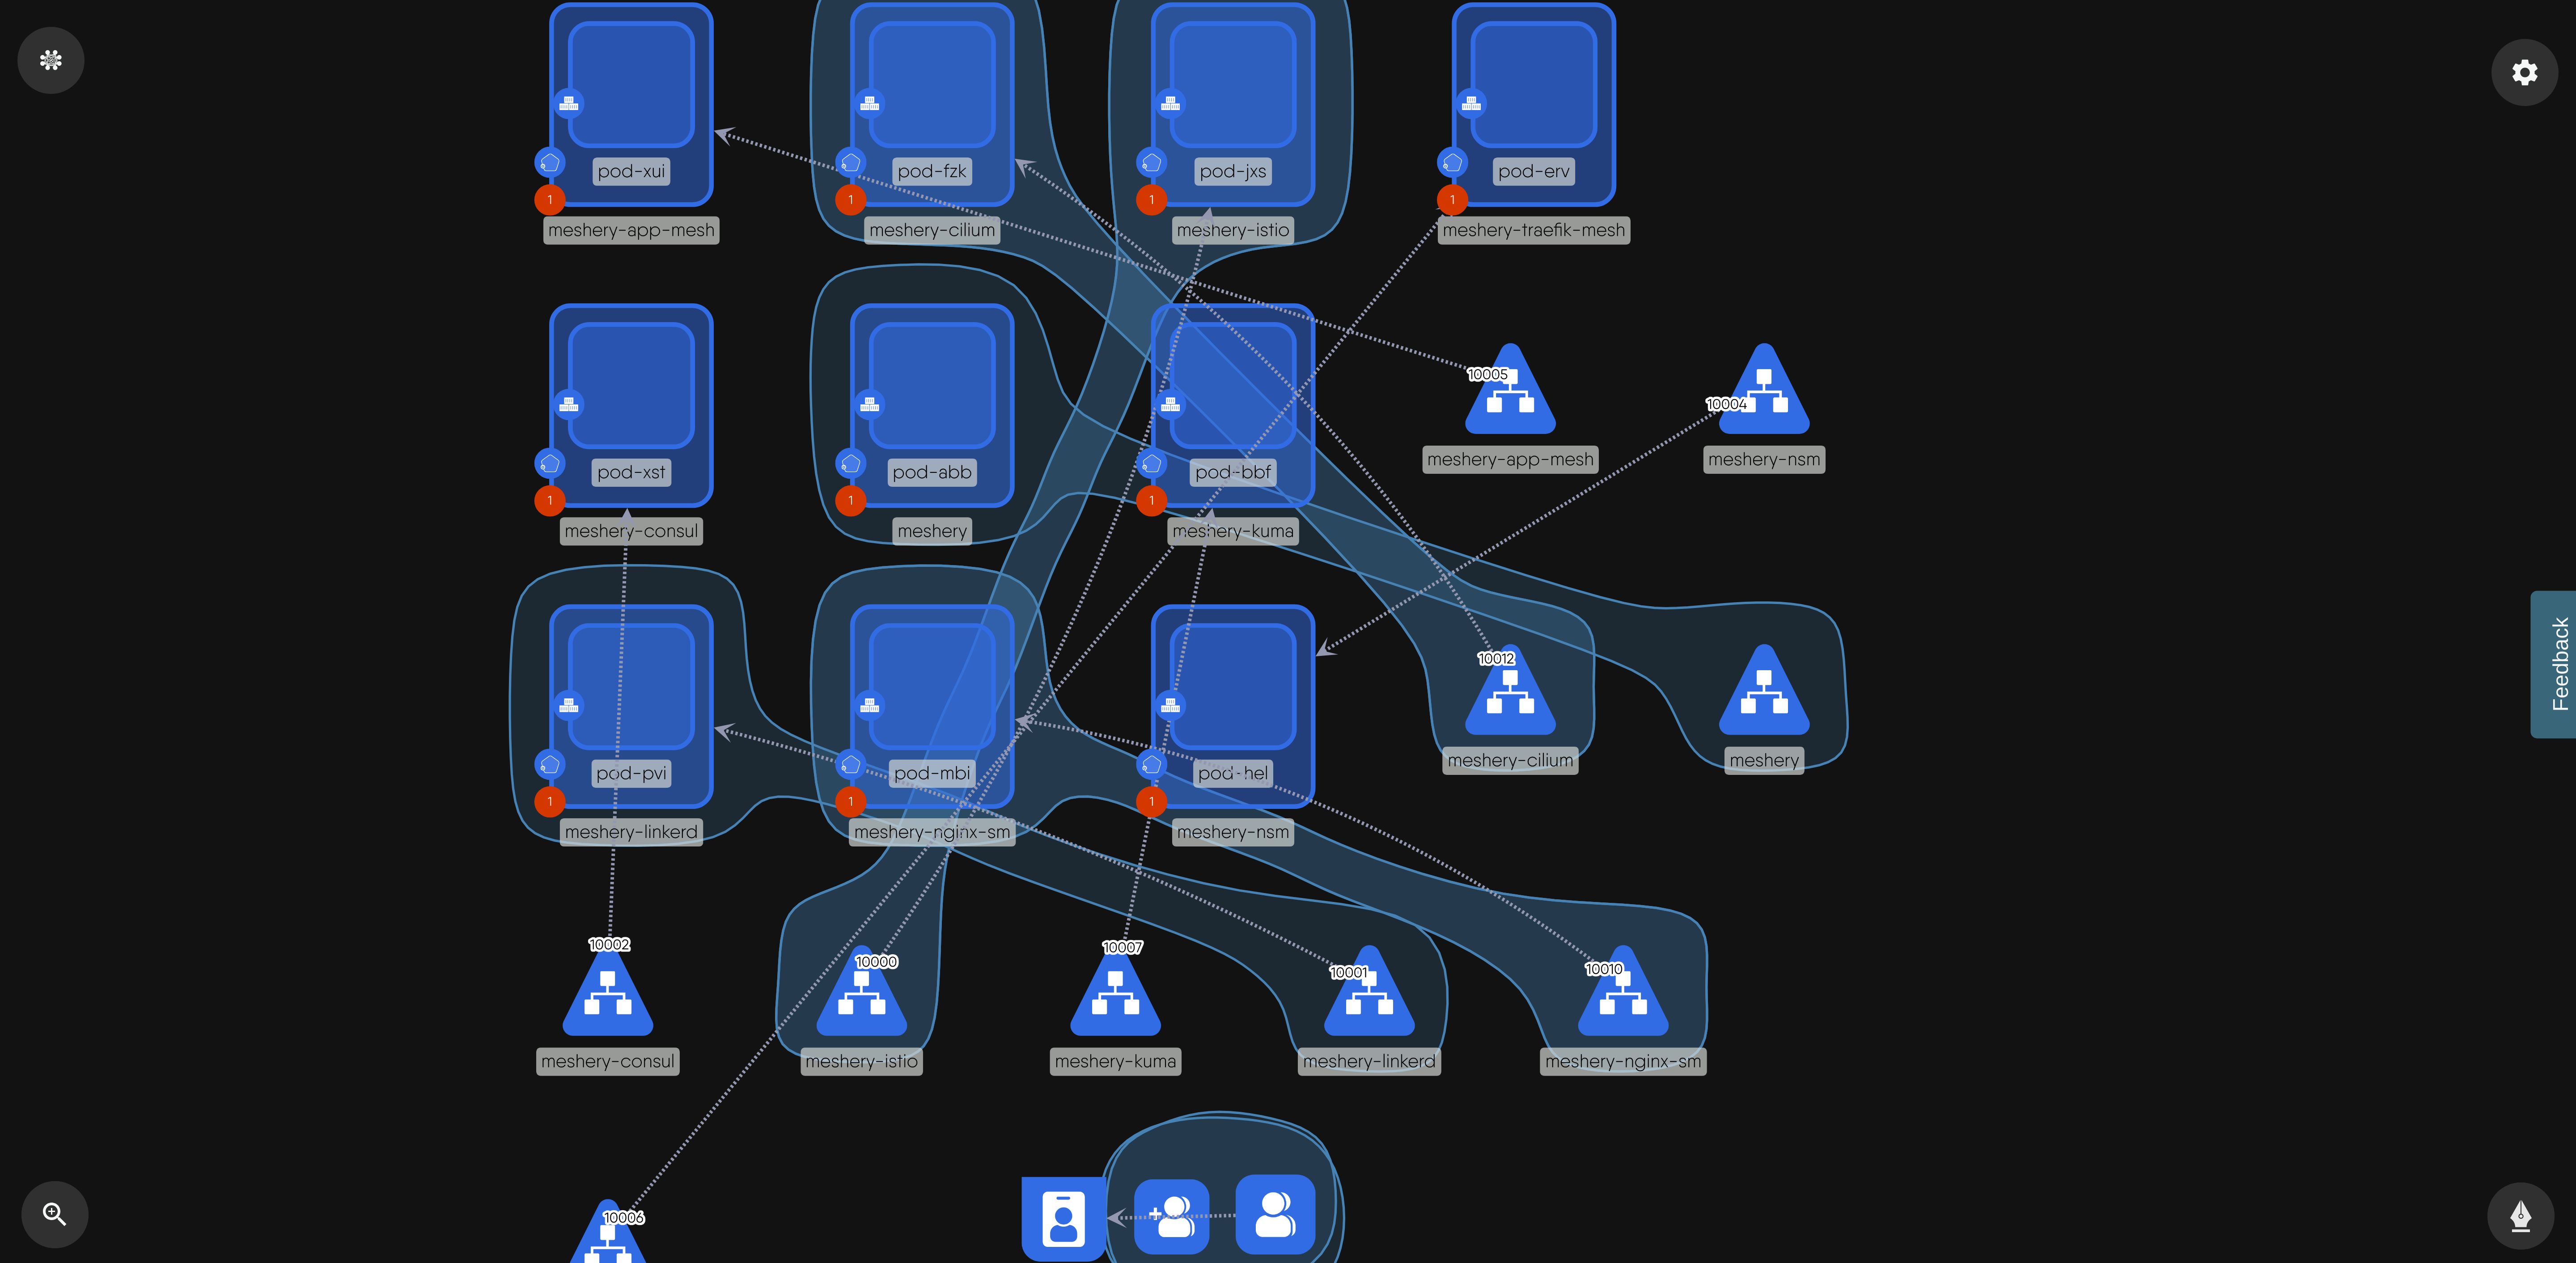 pod-xui
pod-fzk
pod-jxs
pod-erv
1
1
1
1
meshery-app-mesh
meshery-cilium
meshery-istio
meshery-traefik-mesh
10005
10004
pod-xst
pod-abb
pod-bbf
meshery-app-mesh
meshery-nsm
1
1
1
meshery-consul
meshery
meshery-kuma
Feedback
10012
pod-pvi
pod-mbi
pod-hel
meshery-cilium
meshery
1
1
1
meshery-linkerd
meshery-nginx-sm
meshery-nsm
10002
10000
10007
10001
10010
meshery-consul
meshery-istio
meshery-kuma
meshery-linkerd
meshery-nginx-sm
10006